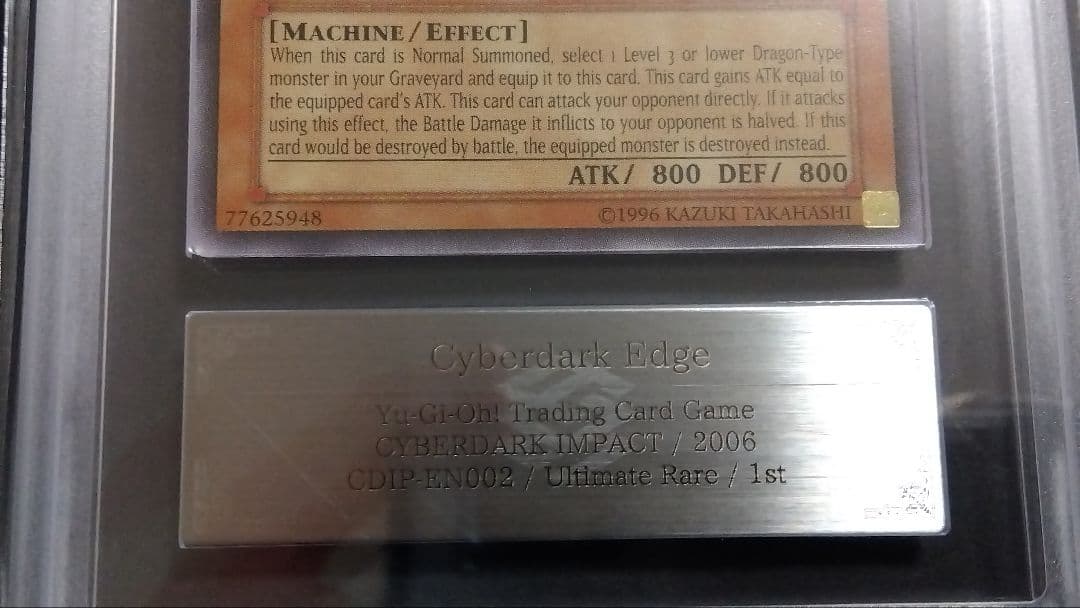 [MACHINE/EFFECT]
When this card is Normal Summoned, select 1 Level 3 or lower Dragon-Type
monster in your Graveyard and equip it to this card. This card gains ATK equal to
the equipped card's ATK. This card can attack your opponent directly. If it attacks
using this effect, the Battle Damage it inflicts to your opponent is halved. If this
card would be destroyed by battle, the equipped monster is destroyed instead.
ATK/ 800 DEF/ 800
77625948 ©1996 KAZUKI TAKAHASHI
Cyberdark Edge
Yu-Gi-Oh! Trading Card Game
CYBERDARK IMPACT / 2006
CDIP-EN002 / Ultimate Rare / 1st